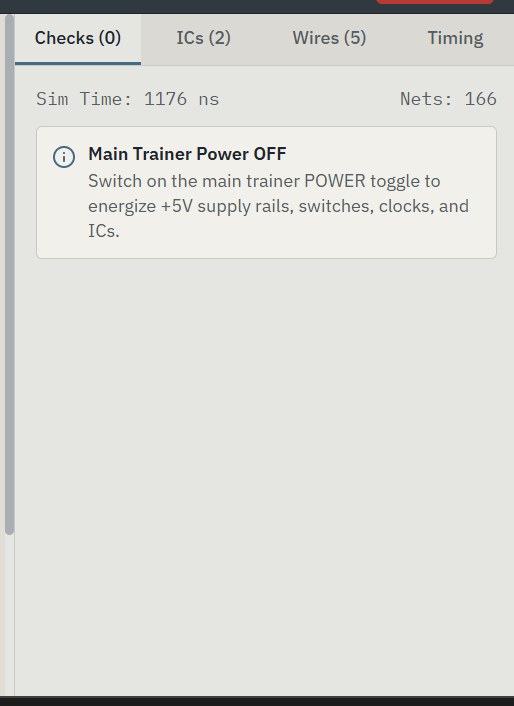 Checks (0) ICs (2) Wires (5) Timing
Sim Time: 1176 ns Nets: 166
Main Trainer Power OFF
Switch on the main trainer POWER toggle to
energize +5V supply rails, switches, clocks, and
ICs.